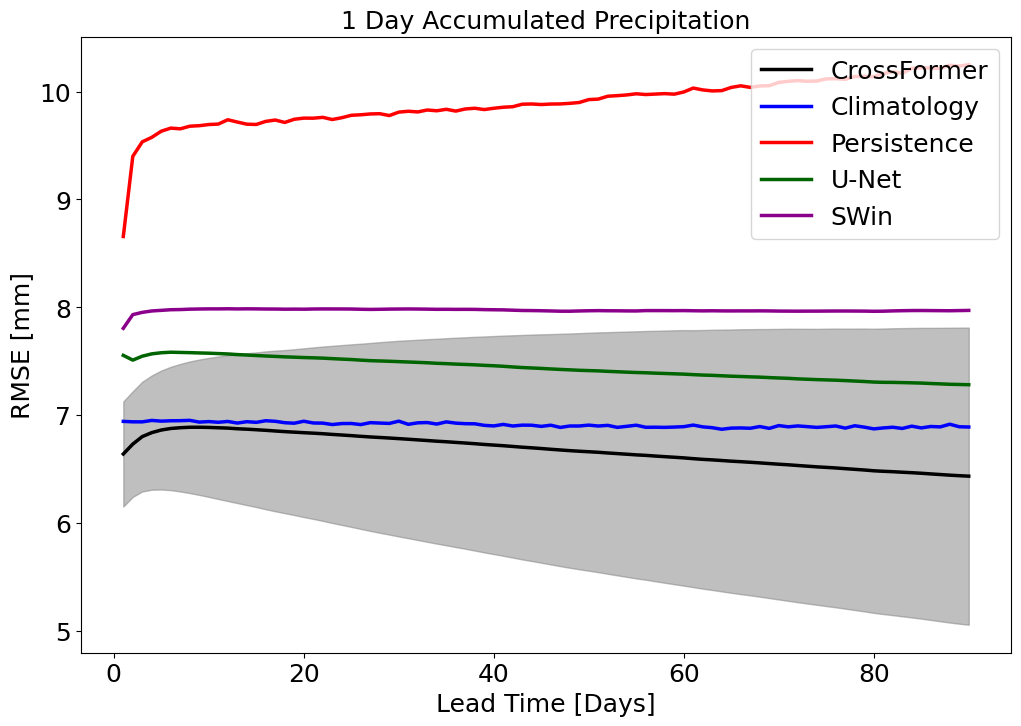 1 Day Accumulated Precipitation
RMSE [mm]
10
9
8
7
6
5
CrossFormer
Climatology
Persistence
U-Net
SWin
0 20 40 60 80
Lead Time [Days]